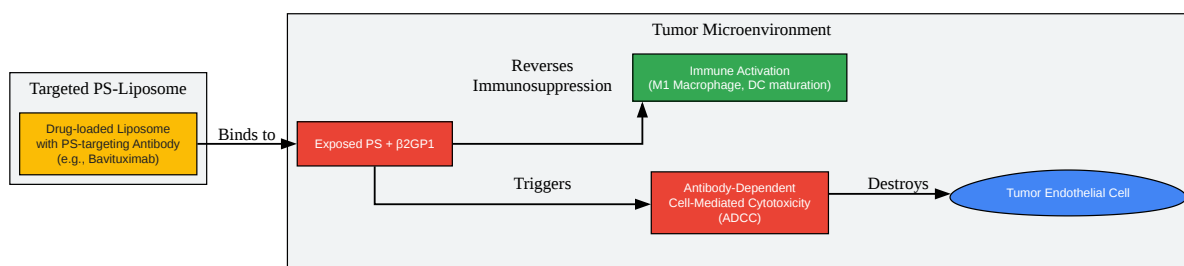 Tumor Microenvironment
Targeted PS-Liposome
Drug-loaded Liposome
with PS-targeting Antibody
(e.g., Bavituximab)
Binds to
Exposed PS + β2GP1
Reverses
Immunosuppression
Immune Activation
(M1 Macrophage, DC maturation)
Triggers
Antibody-Dependent
Cell-Mediated Cytotoxicity
(ADCC)
Destroys
Tumor Endothelial Cell